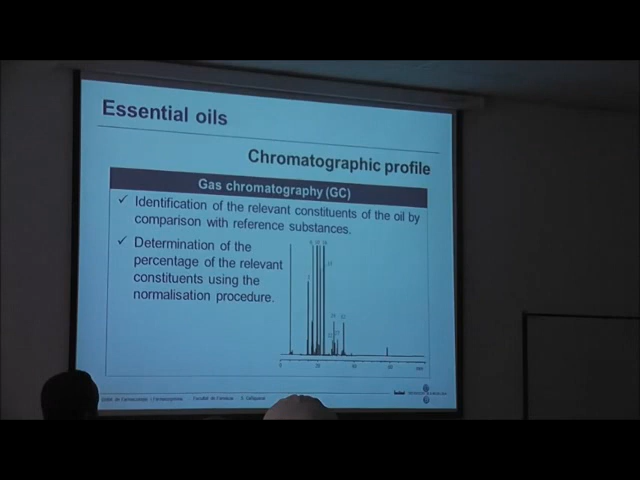 Essential oils
Chromatographic profile
Gas chromatography (GC)
✓ Identification of the relevant constituents of the oil by
comparison with reference substances.
✓ Determination of the
percentage of the relevant
constituents using the
normalisation procedure.